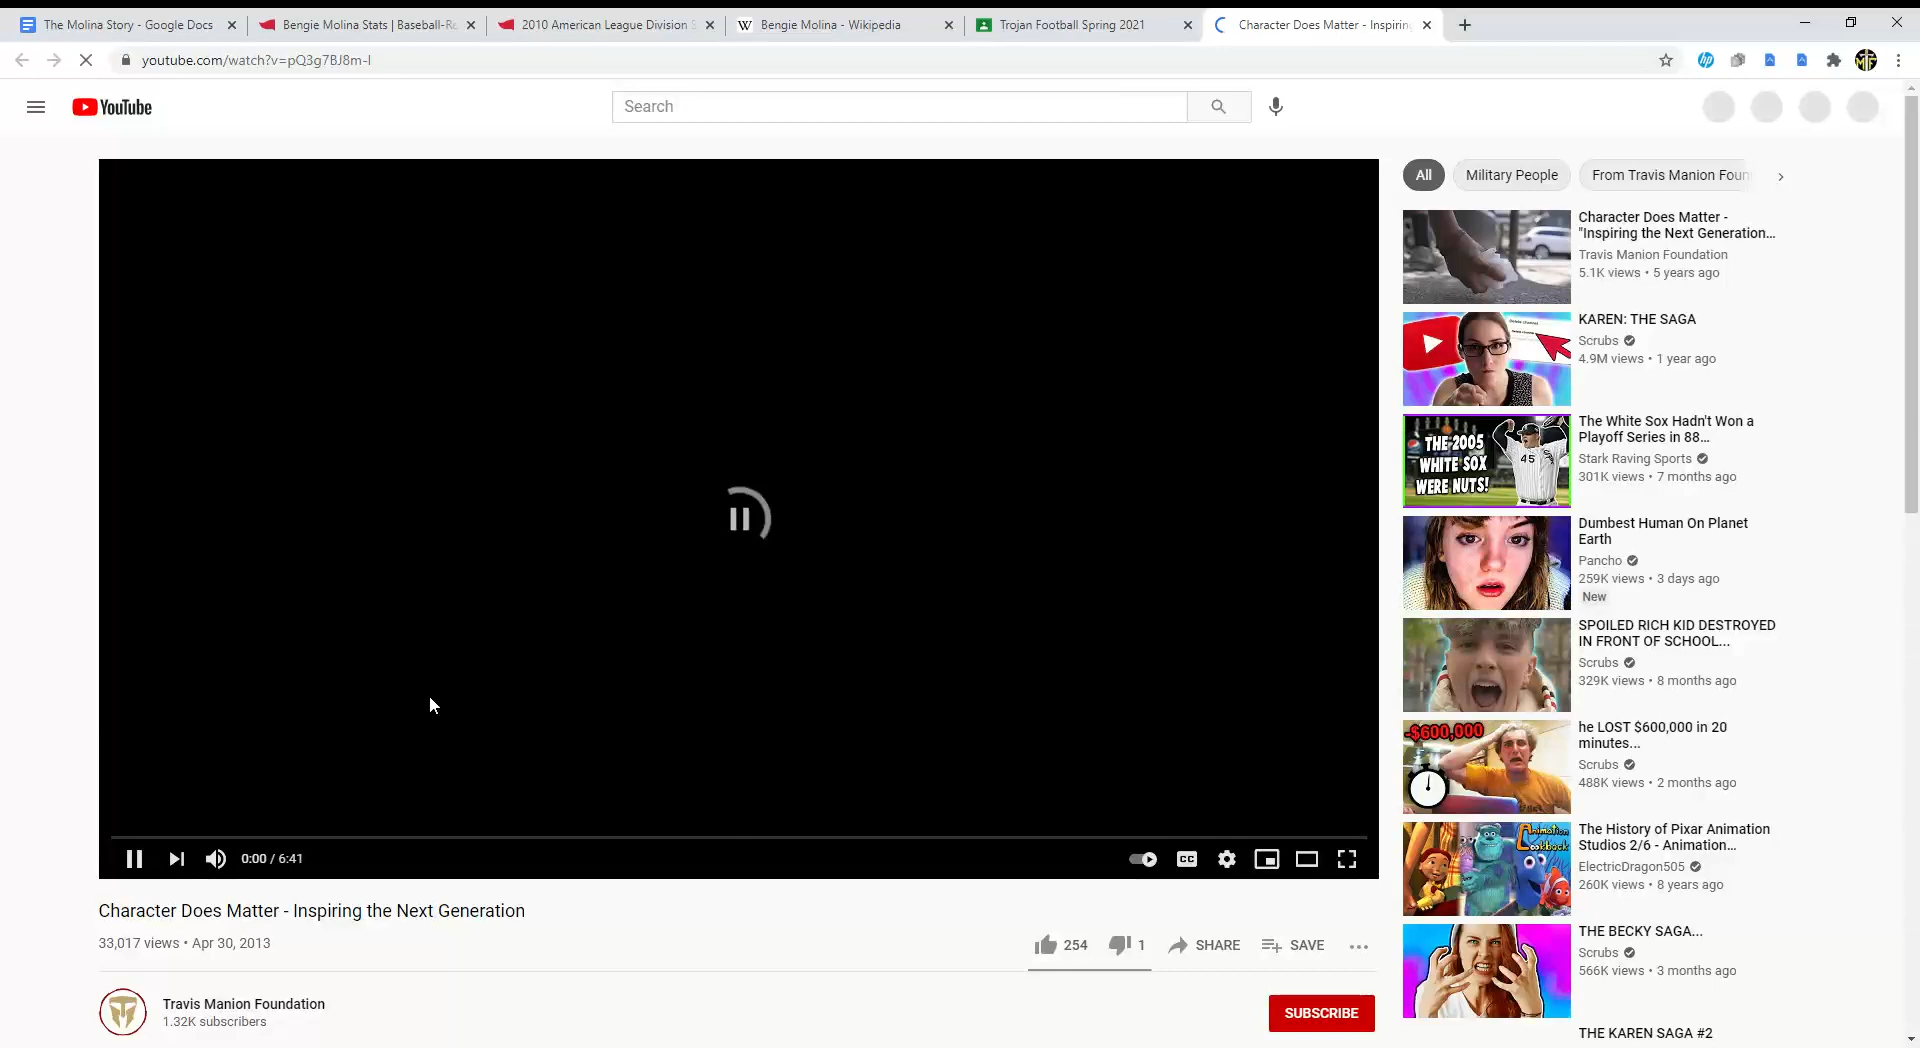 The Molina Story - Google Docs
Bengie Molina Stats | Baseball-Re
2010 American League Division S
Bengie Molina - Wikipedia
Trojan Football Spring 2021
Character Does Matter - Inspirin
youtube.com/watch?v=pQ3g7BJ8m-I
YouTube
Search
All
Military People
From Travis Manion Foun
Character Does Matter -
"Inspiring the Next Generation...
Travis Manion Foundation
5.1K views • 5 years ago
KAREN: THE SAGA
Scrubs
4.9M views • 1 year ago
THE 2005
WHITE SOX
WERE NUTS!
45
The White Sox Hadn't Won a
Playoff Series in 88...
Stark Raving Sports
301K views • 7 months ago
Dumbest Human On Planet
Earth
Pancho
259K views • 3 days ago
New
SPOILED RICH KID DESTROYED
IN FRONT OF SCHOOL...
Scrubs
329K views • 8 months ago
-$600,000
he LOST $600,000 in 20
minutes...
Scrubs
488K views • 2 months ago
Animation
Cookback
The History of Pixar Animation
Studios 2/6 - Animation...
ElectricDragon505
260K views • 8 years ago
THE BECKY SAGA...
Scrubs
566K views • 3 months ago
THE KAREN SAGA #2
0:00 / 6:41
CC
Character Does Matter - Inspiring the Next Generation
33,017 views • Apr 30, 2013
254
1
SHARE
SAVE
Travis Manion Foundation
1.32K subscribers
SUBSCRIBE